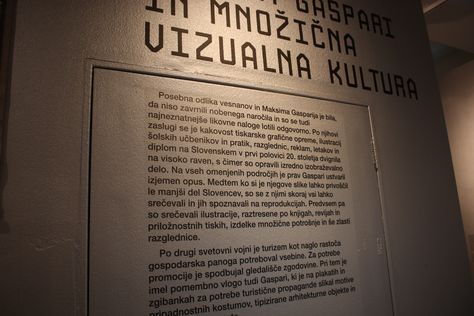 GASPARI
IN MNOŽIČNA
VIZUALNA KULTURA
Posebna odlika vesnanov in Maksima Gasparija je bila,
da niso zavrnili nobenega naročila in so se tudi
najneznatnejše likovne naloge lotili odgovorno. Po njihovi
zaslugi se je kakovost tiskarske grafične opreme, ilustracij
šolskih učbenikov in pratik, razglednic, reklam, letakov in
diplom na Slovenskem v prvi polovici 20. stoletja dvignila
na visoko raven, s čimer so opravili izredno izobraževalno
delo. Na vseh omenjenih področjih je prav Gaspari ustvaril
izjemen opus. Medtem ko si je njegove slike lahko privoščil
le manjši del Slovencev, so se z njimi skoraj vsi lahko
srečevali in jih spoznavali na reprodukcijah. Predvsem pa
so srečevali ilustracije, raztresene po knjigah, revijah in
priložnostnih tiskih, izdelke množične potrošnje in še zlasti
razglednice.
Po drugi svetovni vojni je turizem kot naglo rastoča
gospodarska panoga potreboval vsebine. Za potrebe
promocije je spodbujal gledališče zgodovine. Pri tem je
imel pomembno vlogo tudi Gaspari, ki je na plakatih in
zgibankah za potrebe turistične propagande slikal motive
pripadnostnih kostumov, tipizirane arhitekturne objekte in